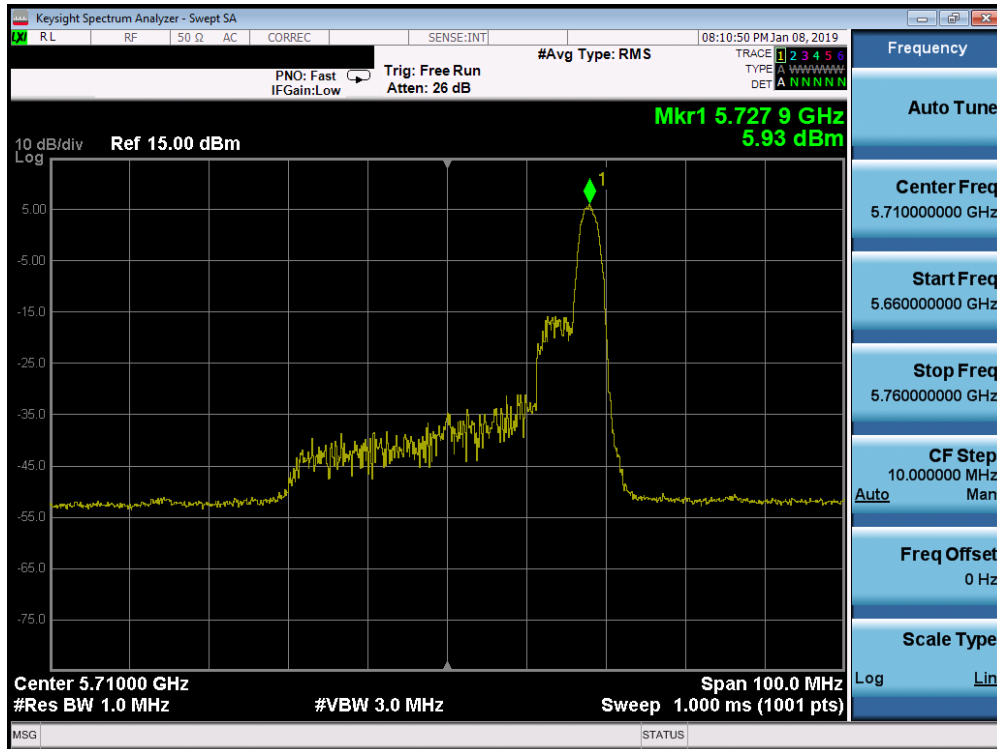 Keysight Spectrum Analyzer - Swept SA
LXI RL RF 50 Ω AC CORREC SENSE:INT 08:10:50 PM Jan 08, 2019
#Avg Type: RMS
TRACE 1 2 3 4 5 6
TYPE A WWWWW
DET A N N N N N
PNO: Fast
IFGain:Low
Trig: Free Run
Atten: 26 dB
Mkr1 5.727 9 GHz
5.93 dBm
10 dB/div
Log
Ref 15.00 dBm
1
5.00
-5.00
-15.0
-25.0
-35.0
-45.0
-55.0
-65.0
-75.0
Center 5.71000 GHz
#Res BW 1.0 MHz
#VBW 3.0 MHz
Span 100.0 MHz
Sweep 1.000 ms (1001 pts)
MSG
STATUS
Frequency
Auto Tune
Center Freq
5.710000000 GHz
Start Freq
5.660000000 GHz
Stop Freq
5.760000000 GHz
CF Step
10.000000 MHz
Auto Man
Freq Offset
0 Hz
Scale Type
Log Lin